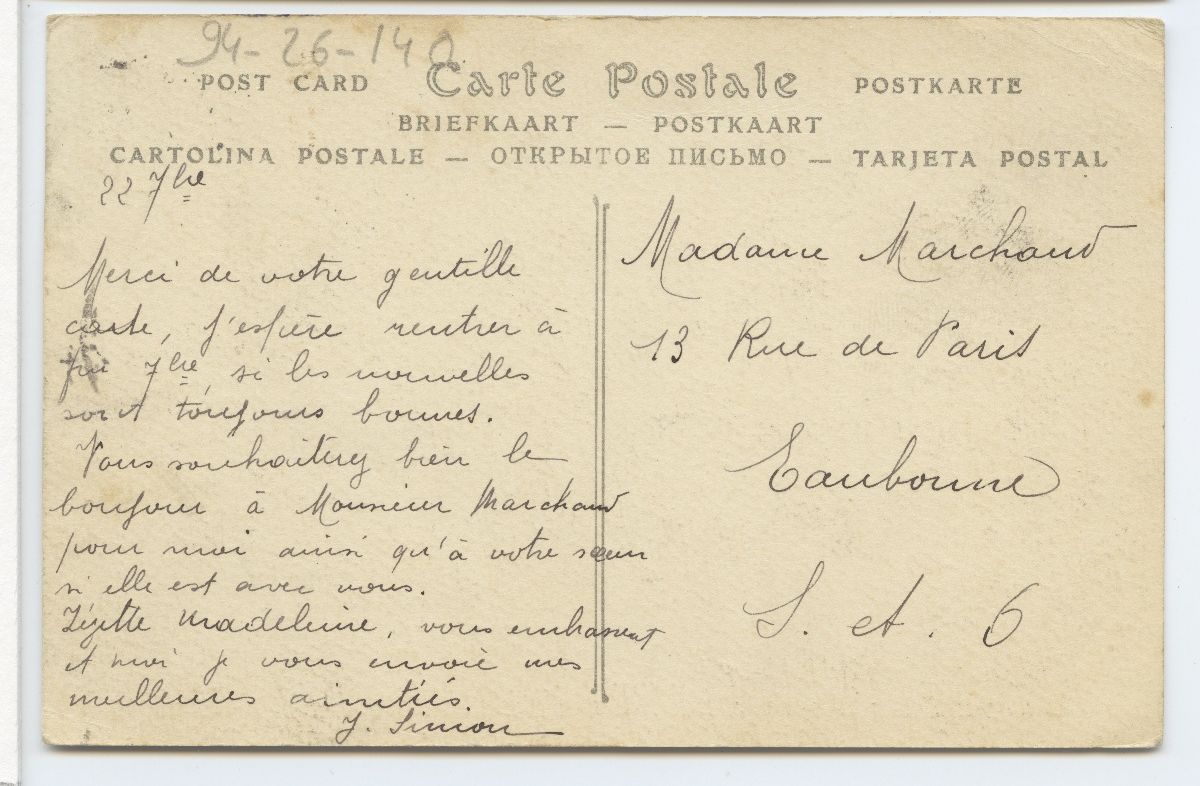 94-26-140
POST CARD Carte Postale POSTKARTE
BRIEFKAART — POSTKAART
CARTOLINA POSTALE — ОТКРЫТОЕ ПИСЬМО — TARJETA POSTAL
22 7bre
Merci de votre gentille
carte, j'espère rentrer à
fin 7bre, si les nouvelles
sont toujours bonnes.
Vous souhaiterez bien le
bonjour à Monsieur Marchand
pour moi ainsi qu'à votre sœur
si elle est avec vous.
Zézette Madeleine, vous embrassent
et moi je vous envoie mes
meilleures amitiés.
J. Simon
Madame Marchand
13 Rue de Paris
Eaubonne
S. et. O